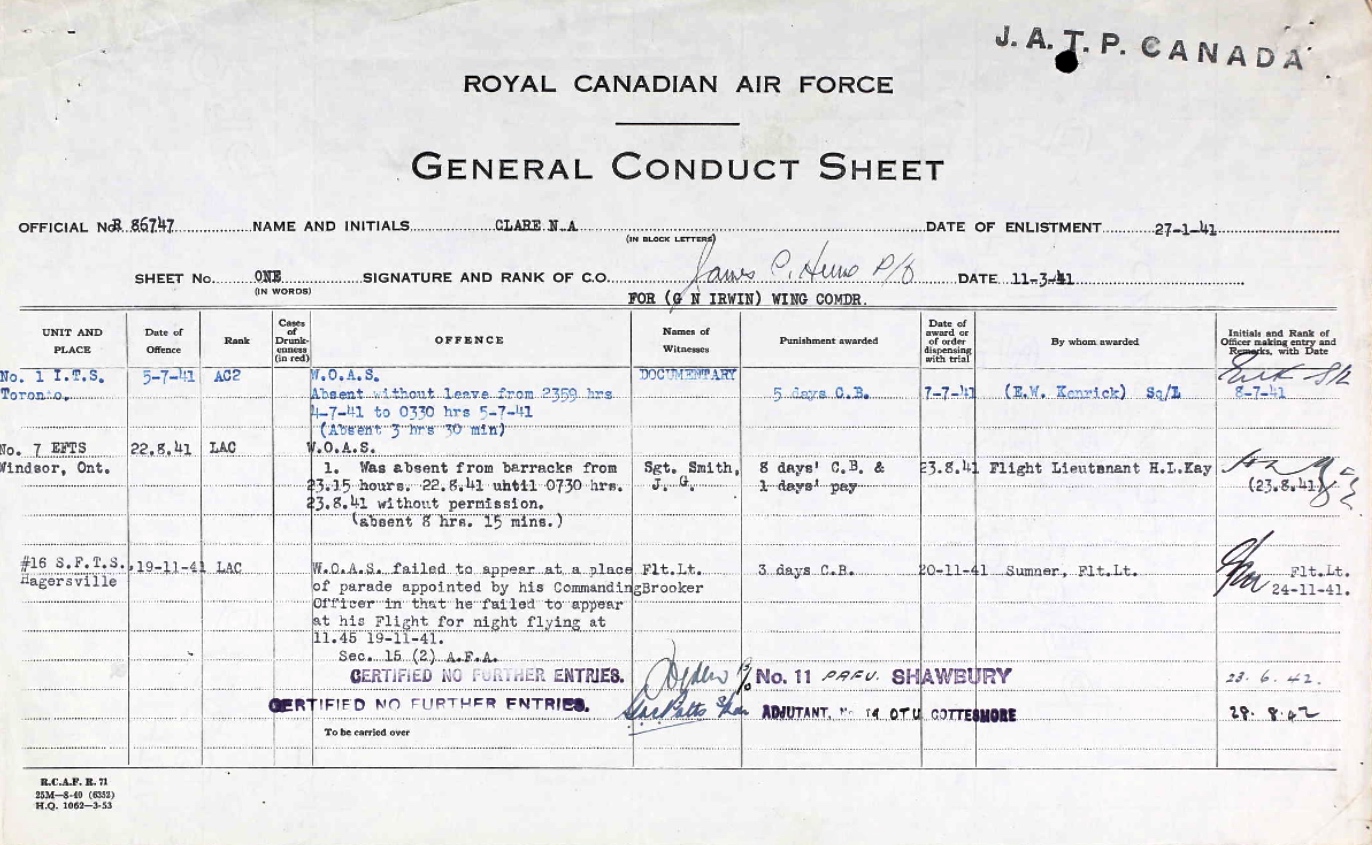 J. A. T. P. CANADA
ROYAL CANADIAN AIR FORCE
GENERAL CONDUCT SHEET
OFFICIAL No. R 86747 NAME AND INITIALS CLARE N A DATE OF ENLISTMENT 27-1-41
(IN BLOCK LETTERS)
SHEET No. ONE SIGNATURE AND RANK OF C.O. James P/O DATE 11-3-41
(IN WORDS)
FOR (G N IRWIN) WING COMDR.
UNIT AND PLACE
Date of Offence
Rank
Cases of Drunk-enness (in red)
OFFENCE
Names of Witnesses
Punishment awarded
Date of award or of order dispensing with trial
By whom awarded
Initials and Rank of Officer making entry and Remarks, with Date
No. 1 I.T.S. 5-7-41 AC2 W.O.A.S. DOCUMENTARY
Toronto. Absent without leave from 2359 hrs 5 days C.B. 7-7-41 (E.W. Kenrick) Sq/L 8-7-41
4-7-41 to 0330 hrs 5-7-41
(Absent 3 hrs 30 min)
No. 7 EFTS 22.8.41 LAC W.O.A.S.
Windsor, Ont. 1. Was absent from barracks from Sgt. Smith, 8 days' C.B. & 23.8.41 Flight Lieutenant H.L.Kay
23.15 hours. 22.8.41 until 0730 hrs. J. G. 1 days' pay (23.8.41)
23.8.41 without permission.
(absent 8 hrs. 15 mins.)
#16 S.F.T.S. 19-11-41 LAC W.O.A.S. failed to appear at a place Flt.Lt. 3 days C.B. 20-11-41 Sumner, Flt.Lt. Flt.Lt.
Hagersville of parade appointed by his Commanding Brooker 24-11-41.
Officer in that he failed to appear
at his Flight for night flying at
11.45 19-11-41.
Sec. 15 (2) A.F.A.
CERTIFIED NO FURTHER ENTRIES. P/O No. 11 PAFU. SHAWBURY 23. 6. 42.
CERTIFIED NO FURTHER ENTRIES. ADJUTANT, No 14 OTU COTTESMORE 29. 8. 42
To be carried over
R.C.A.F. R. 71
25M—8-40 (6352)
H.Q. 1062—3-53